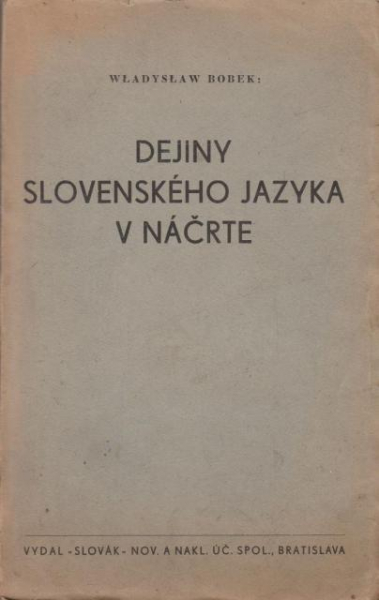 WŁADYSŁAW BOBEK:
DEJINY
SLOVENSKÉHO JAZYKA
V NÁČRTE
VYDAL «SLOVÁK» NOV. A NAKL. ÚČ. SPOL., BRATISLAVA